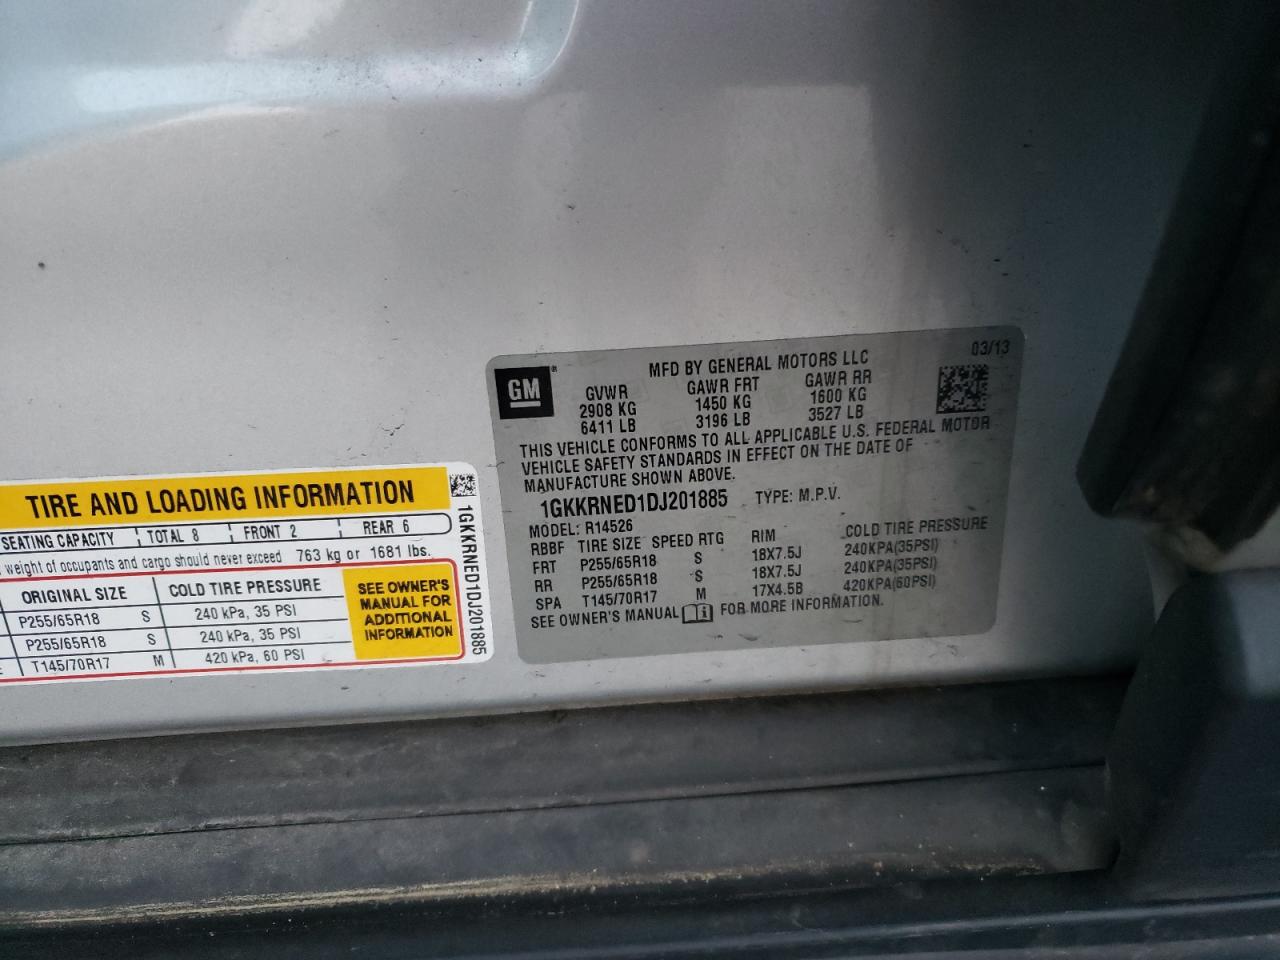 TIRE AND LOADING INFORMATION
SEATING CAPACITY TOTAL 8 FRONT 2 REAR 6
weight of occupants and cargo should never exceed 763 kg or 1681 lbs.
ORIGINAL SIZE COLD TIRE PRESSURE
P255/65R18 S 240 kPa, 35 PSI
P255/65R18 S 240 kPa, 35 PSI
T145/70R17 M 420 kPa, 60 PSI
SEE OWNER'S
MANUAL FOR
ADDITIONAL
INFORMATION
1GKKRNED1DJ201885
GM®
MFD BY GENERAL MOTORS LLC 03/13
GVWR GAWR FRT GAWR RR
2908 KG 1450 KG 1600 KG
6411 LB 3196 LB 3527 LB
THIS VEHICLE CONFORMS TO ALL APPLICABLE U.S. FEDERAL MOTOR
VEHICLE SAFETY STANDARDS IN EFFECT ON THE DATE OF
MANUFACTURE SHOWN ABOVE.
1GKKRNED1DJ201885 TYPE: M.P.V.
MODEL: R14526
RBBF TIRE SIZE SPEED RTG RIM COLD TIRE PRESSURE
FRT P255/65R18 S 18X7.5J 240KPA(35PSI)
RR P255/65R18 S 18X7.5J 240KPA(35PSI)
SPA T145/70R17 M 17X4.5B 420KPA(60PSI)
SEE OWNER'S MANUAL FOR MORE INFORMATION.